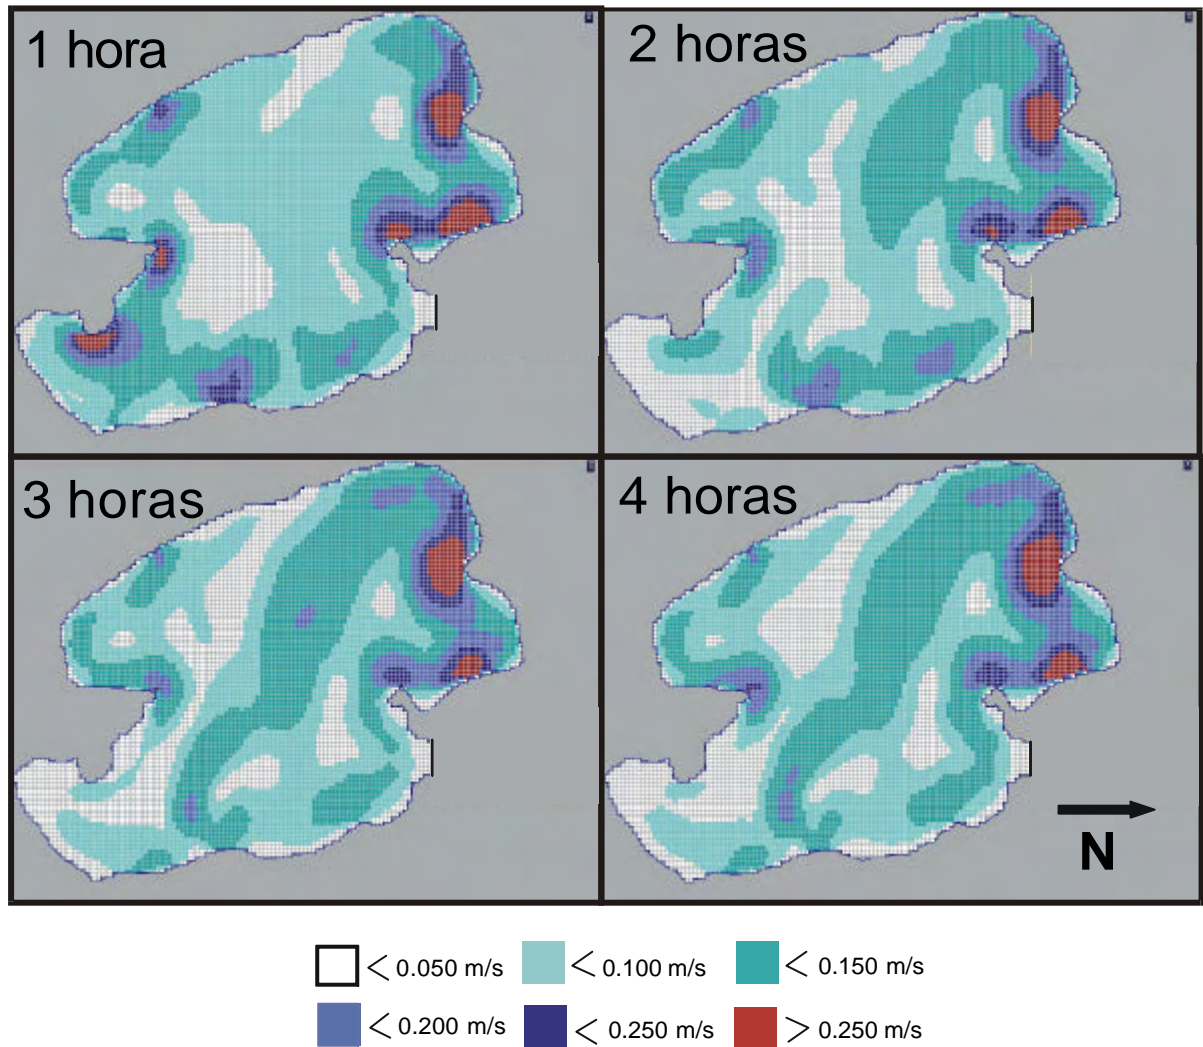 1 hora
2 horas
3 horas
4 horas
N
< 0.050 m/s < 0.100 m/s < 0.150 m/s
< 0.200 m/s < 0.250 m/s > 0.250 m/s